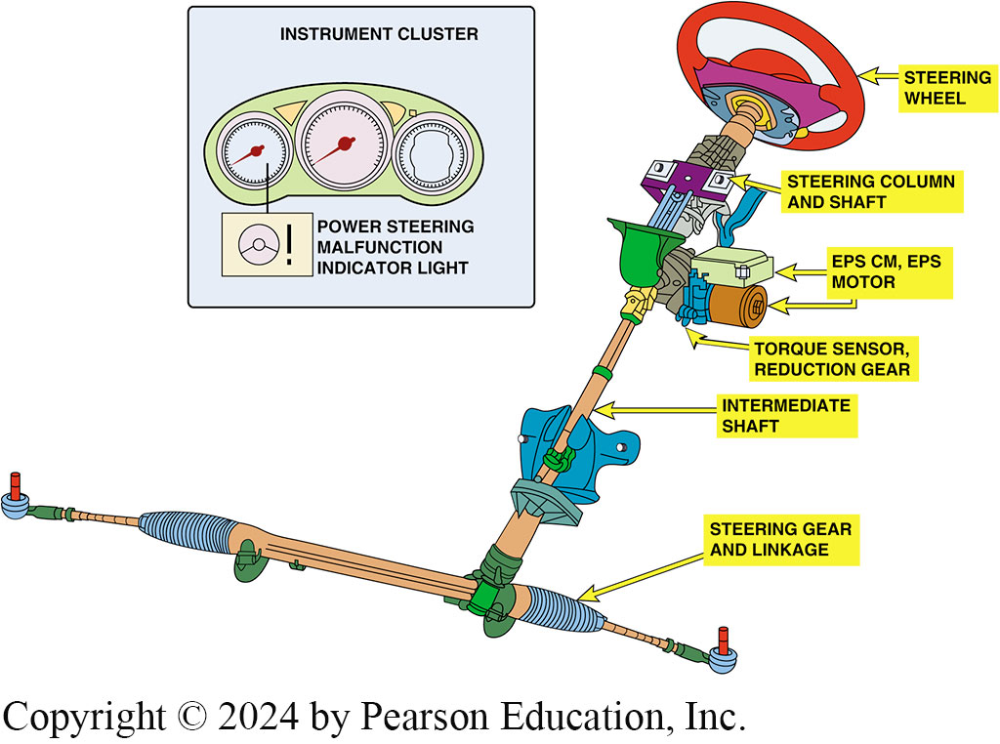 INSTRUMENT CLUSTER
POWER STEERING
MALFUNCTION
INDICATOR LIGHT
!
STEERING
WHEEL
STEERING COLUMN
AND SHAFT
EPS CM, EPS
MOTOR
TORQUE SENSOR,
REDUCTION GEAR
INTERMEDIATE
SHAFT
STEERING GEAR
AND LINKAGE
Copyright © 2024 by Pearson Education, Inc.